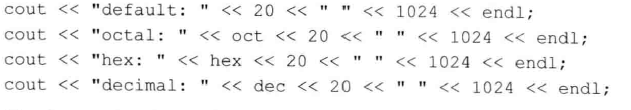 cout << "default: " << 20 << " " << 1024 << endl;
cout << "octal: " << oct << 20 << " " << 1024 << endl;
cout << "hex: " << hex << 20 << " " << 1024 << endl;
cout << "decimal: " << dec << 20 << " " << 1024 << endl;